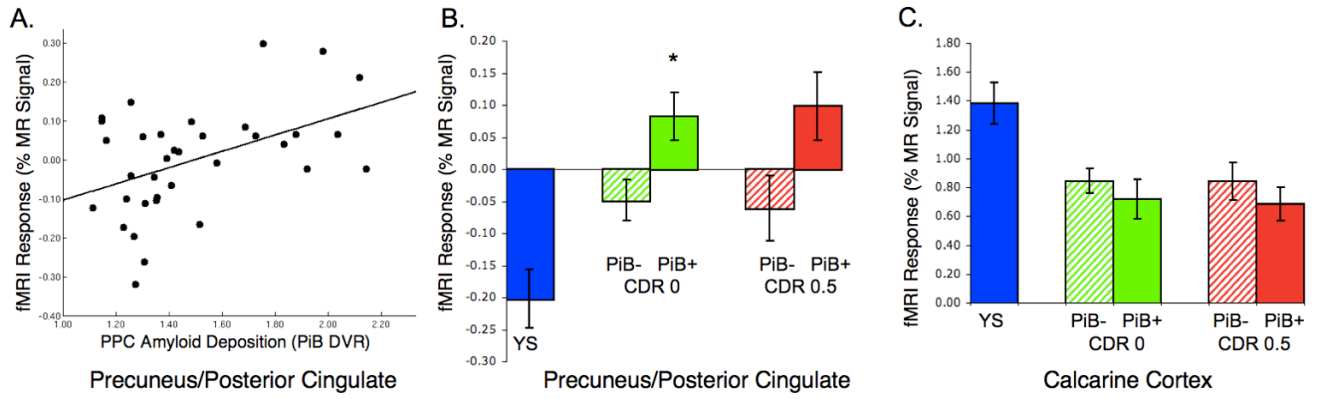 A.
fMRI Response (% MR Signal)
0.30
0.20
0.10
0.00
-0.10
-0.20
-0.30
-0.40
1.00 1.20 1.40 1.60 1.80 2.00 2.20
PPC Amyloid Deposition (PiB DVR)
Precuneus/Posterior Cingulate
B.
fMRI Response (% MR Signal)
0.20
0.15
0.10
0.05
0.00
-0.05
-0.10
-0.15
-0.20
-0.25
-0.30
*
YS
PiB- PiB+
CDR 0
PiB- PiB+
CDR 0.5
Precuneus/Posterior Cingulate
C.
fMRI Response (% MR Signal)
1.80
1.60
1.40
1.20
1.00
0.80
0.60
0.40
0.20
0.00
YS
PiB- PiB+
CDR 0
PiB- PiB+
CDR 0.5
Calcarine Cortex